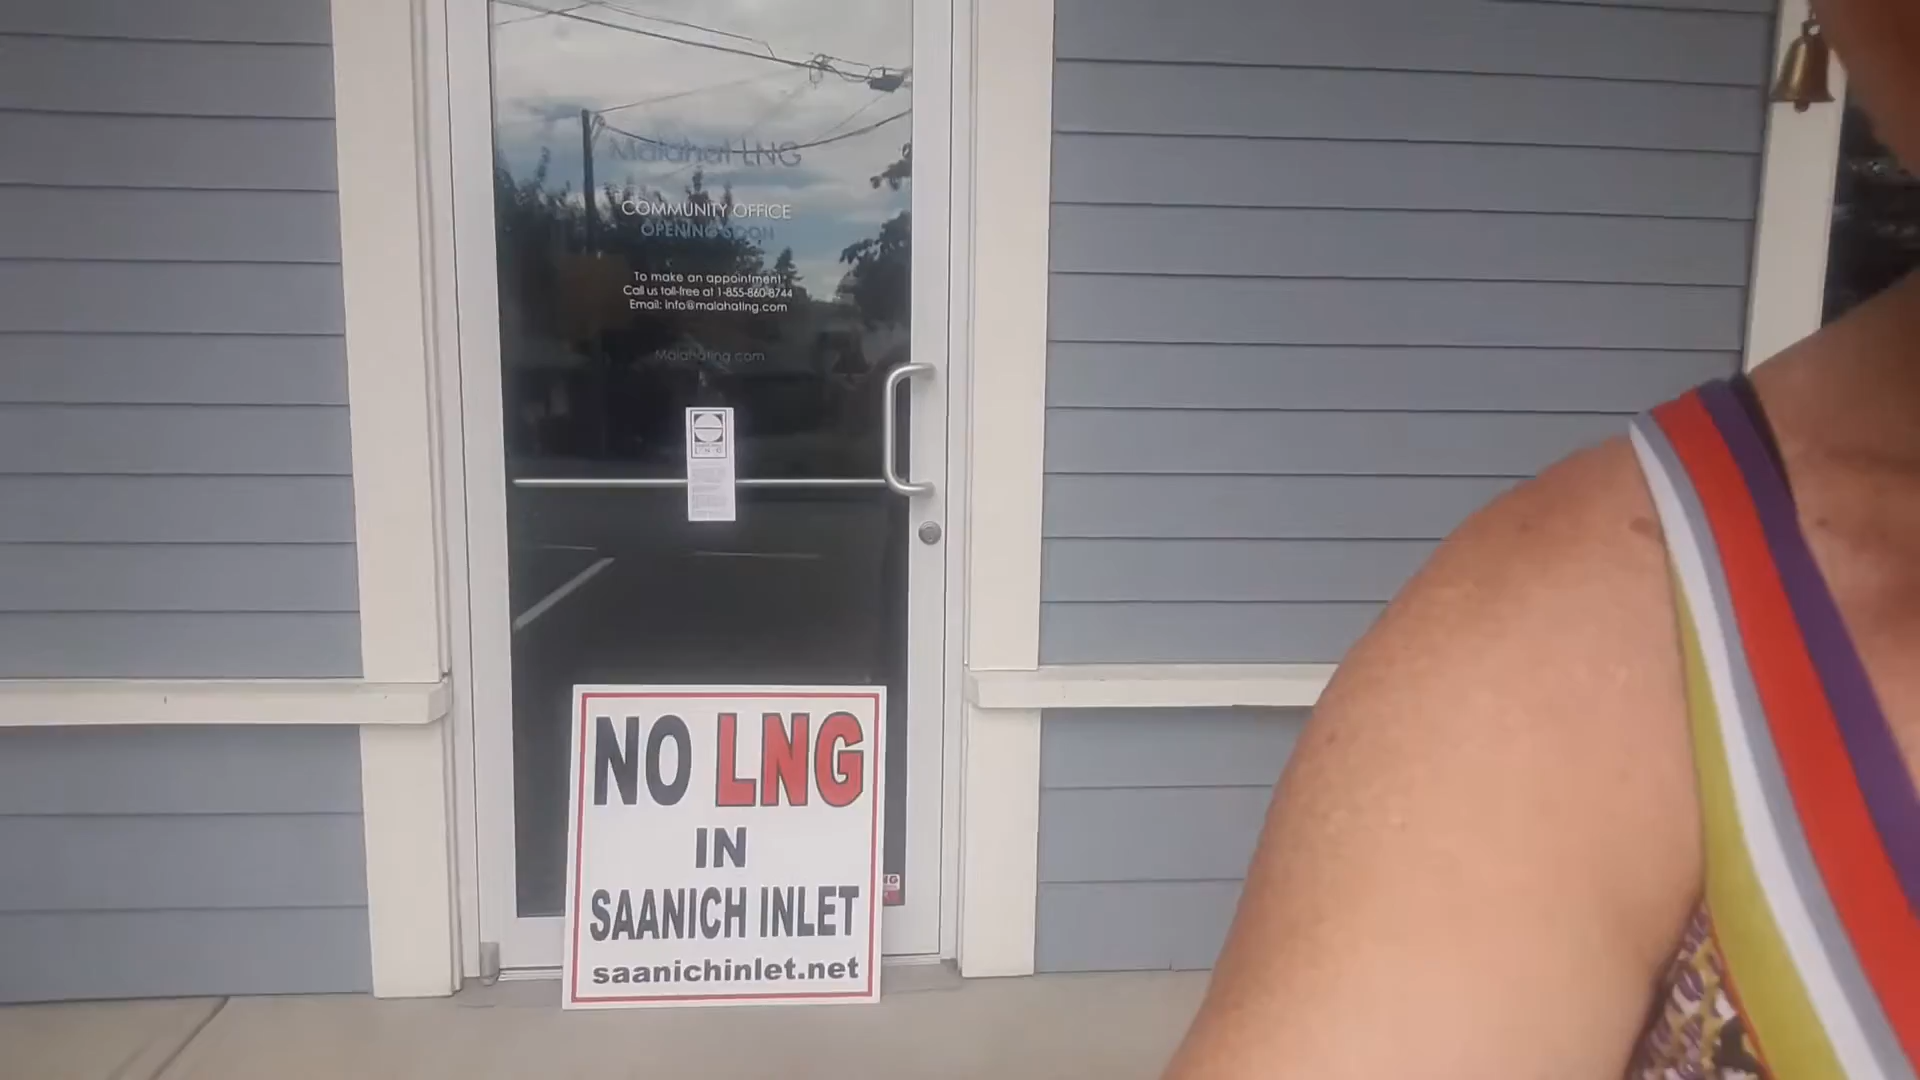 Malahat LNG
COMMUNITY OFFICE
OPENING SOON
To make an appointment
Call us toll-free at 1-855-860-8744
Email: info@malahatlng.com
Malahatlng.com
NO LNG
IN
SAANICH INLET
saanichinlet.net